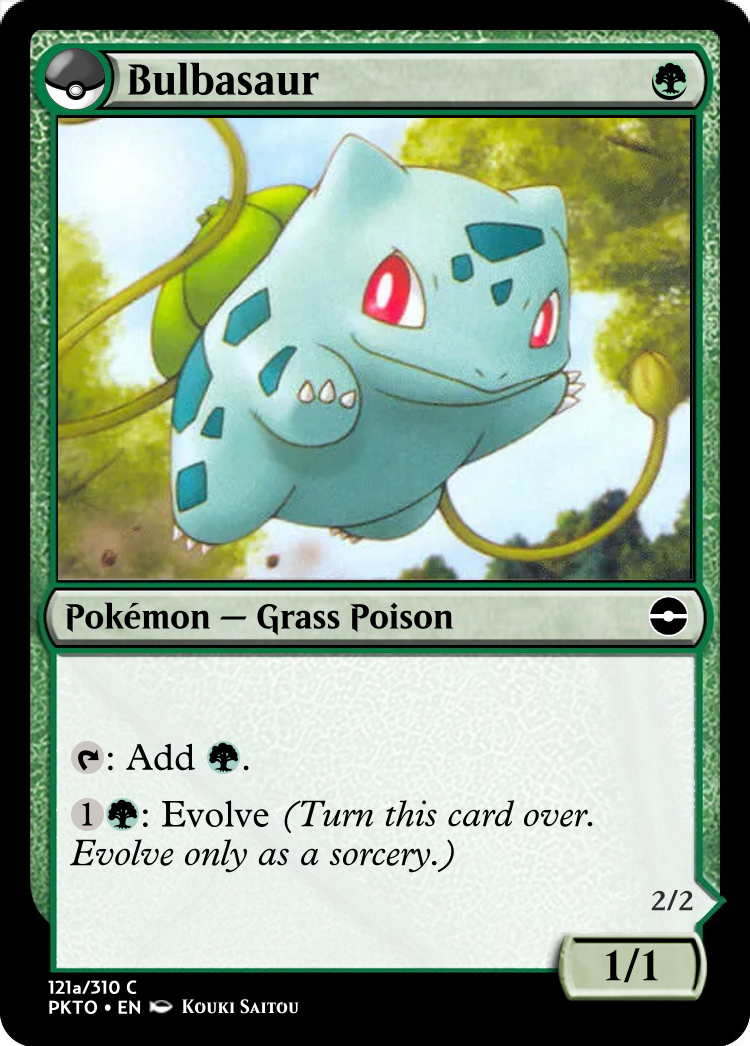 Bulbasaur
Pokémon — Grass Poison
: Add .
1: Evolve (Turn this card over.
Evolve only as a sorcery.)
2/2
1/1
121a/310 C
PKTO • EN Kouki Saitou